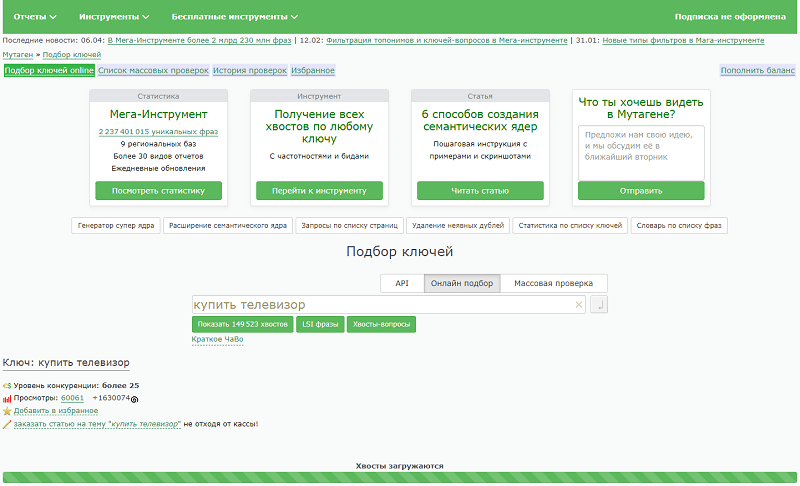 Отчеты Инструменты Бесплатные инструменты Подписка не оформлена
Последние новости: 06.04: В Мега-Инструменте более 2 млрд 230 млн фраз | 12.02: Фильтрация топонимов и ключей-вопросов в Мега-инструменте | 31.01: Новые типы фильтров в Мага-инструменте
Мутаген » Подбор ключей
Подбор ключей online Список массовых проверок История проверок Избранное Пополнить баланс
Статистика
Мега-Инструмент
2 237 401 015 уникальных фраз
9 региональных баз
Более 30 видов отчетов
Ежедневные обновления
Посмотреть статистику
Инструмент
Получение всех
хвостов по любому
ключу
С частотностями и бидами
Перейти к инструменту
Статья
6 способов создания
семантических ядер
Пошаговая инструкция с
примерами и скриншотами
Читать статью
Что ты хочешь видеть
в Мутагене?
Предложи нам свою идею,
и мы обсудим её в
ближайший вторник
Отправить
Генератор супер ядра Расширение семантического ядра Запросы по списку страниц Удаление неявных дублей Статистика по списку ключей Словарь по списку фраз
Подбор ключей
API Онлайн подбор Массовая проверка
купить телевизор
Показать 149 523 хвостов LSI фразы Хвосты-вопросы
Краткое ЧаВо
Ключ: купить телевизор
Уровень конкуренции: более 25
Просмотры: 60061 +1630074
Добавить в избранное
заказать статью на тему "купить телевизор" не отходя от кассы!
Хвосты загружаются